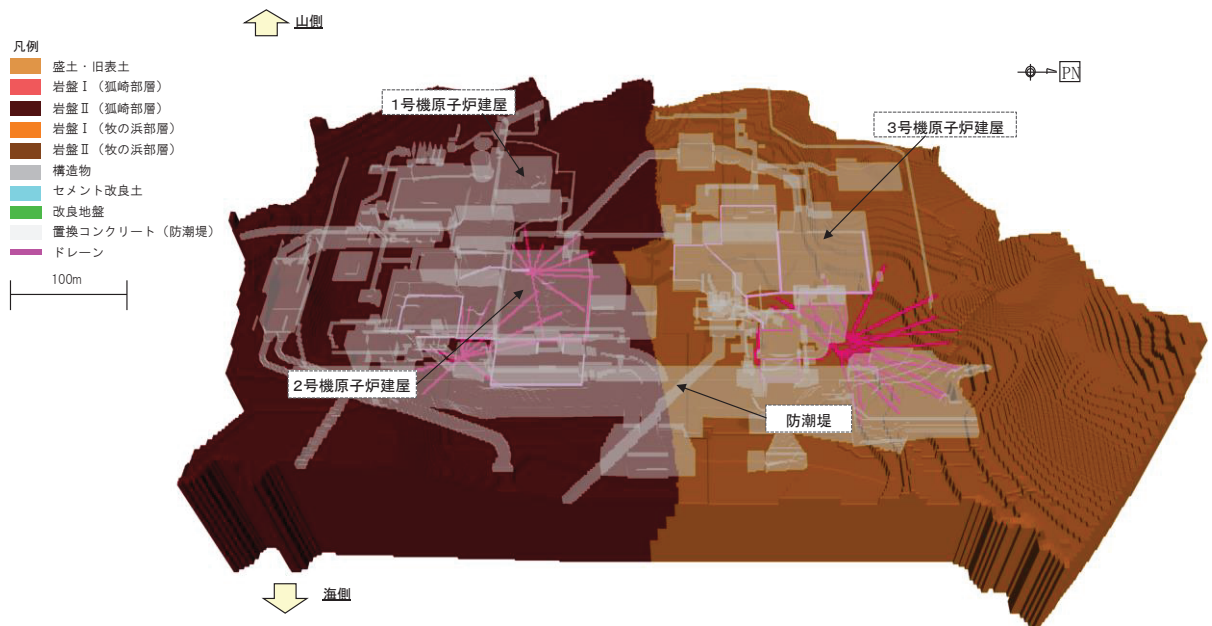 山側
凡例
盛土・旧表土
岩盤Ⅰ（狐崎部層）
岩盤Ⅱ（狐崎部層）
岩盤Ⅰ（牧の浜部層）
岩盤Ⅱ（牧の浜部層）
構造物
セメント改良土
改良地盤
置換コンクリート（防潮堤）
ドレーン
100m
PN
1号機原子炉建屋
3号機原子炉建屋
2号機原子炉建屋
防潮堤
海側